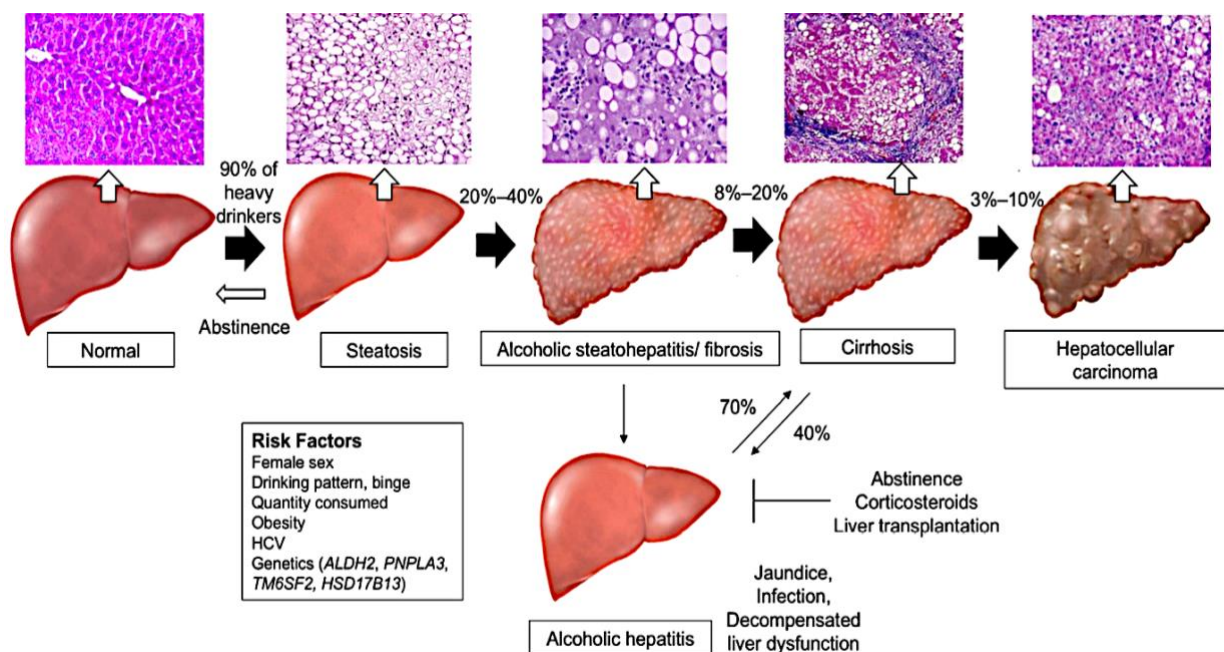 90% of
heavy
drinkers
20%–40%
8%–20%
3%–10%
Abstinence
Normal
Steatosis
Alcoholic steatohepatitis/ fibrosis
Cirrhosis
Hepatocellular
carcinoma
70%
40%
Risk Factors
Female sex
Drinking pattern, binge
Quantity consumed
Obesity
HCV
Genetics (ALDH2, PNPLA3,
TM6SF2, HSD17B13)
Abstinence
Corticosteroids
Liver transplantation
Jaundice,
Infection,
Decompensated
liver dysfunction
Alcoholic hepatitis